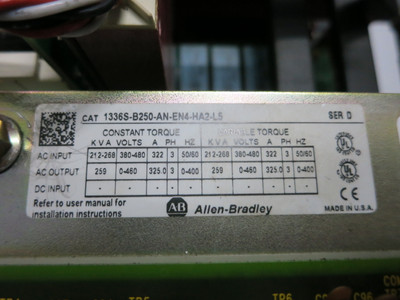 CAT 1336S-B250-AN-EN4-HA2-L5 SER D
CONSTANT TORQUE VARIABLE TORQUE
KVA VOLTS A PH HZ KVA VOLTS A PH HZ
AC INPUT 212-268 380-480 322 3 50/60 212-268 380-480 322 3 50/60
AC OUTPUT 259 0-460 325.0 3 0-400 259 0-460 325.0 3 0-400
DC INPUT - - - - - -
Refer to user manual for
installation instructions
AB Allen-Bradley
MADE IN U.S.A.
UL
TB6